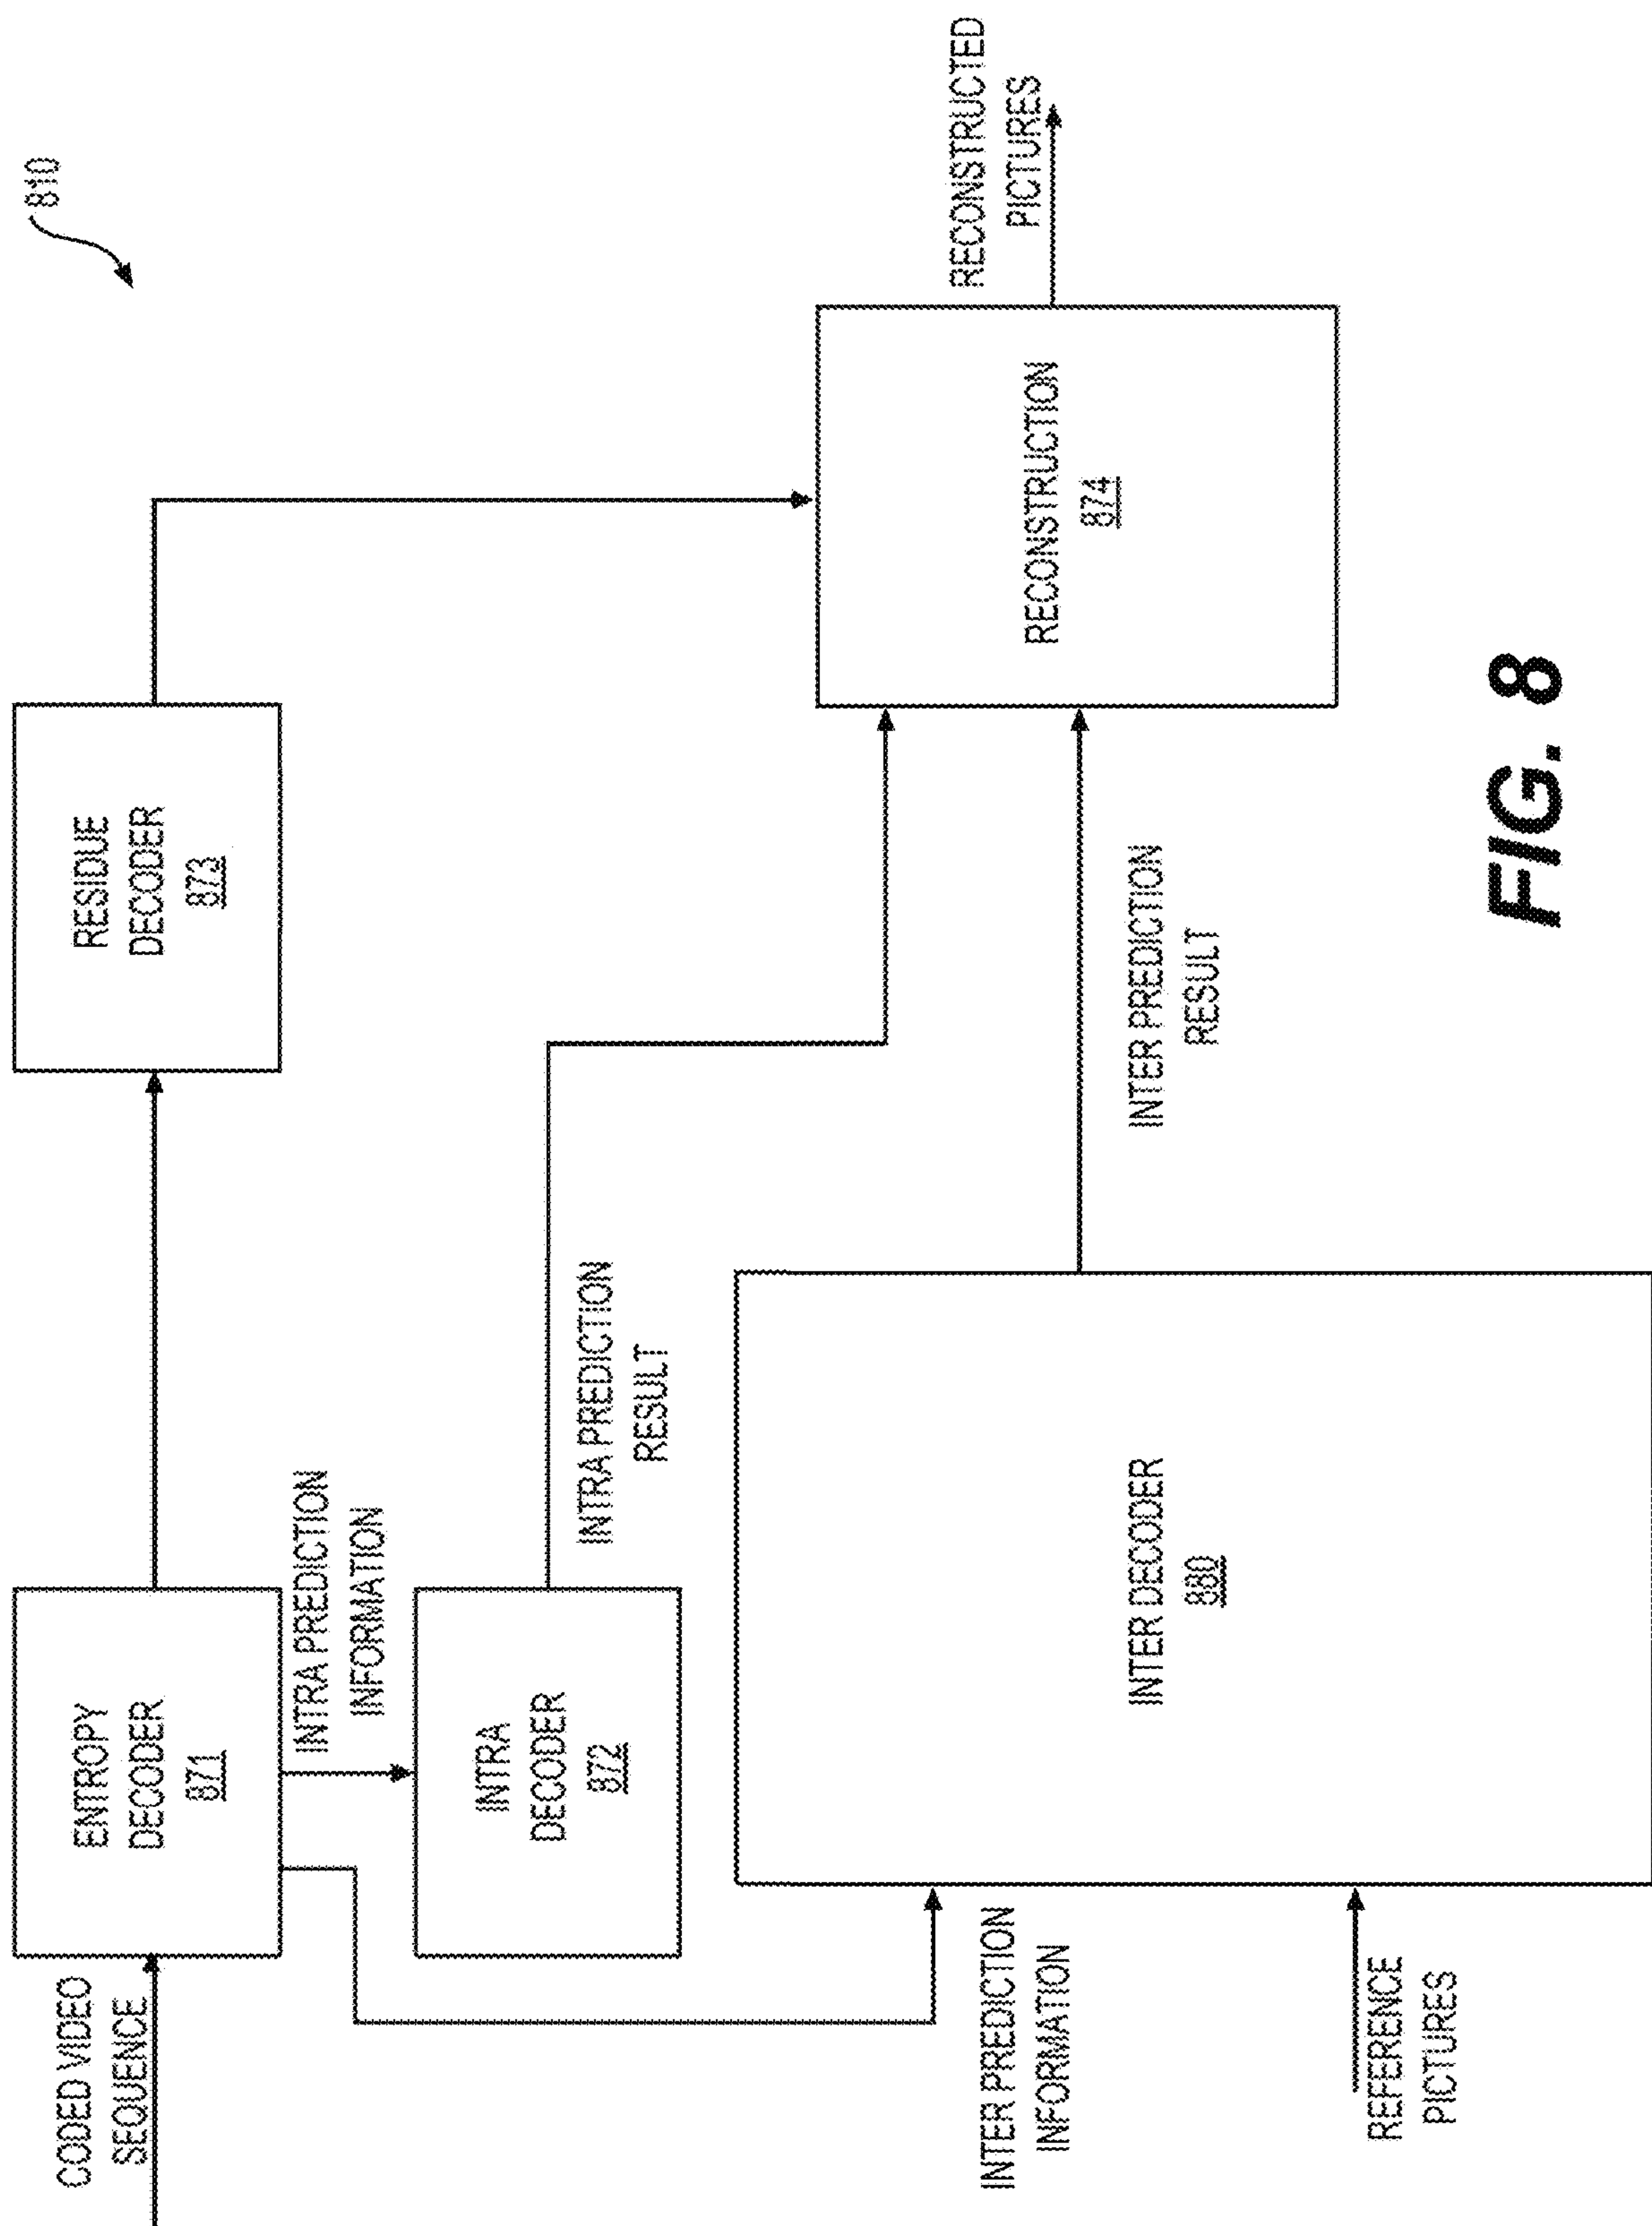 810
CODED VIDEO
SEQUENCE
ENTROPY
DECODER
871
RESIDUE
DECODER
873
INTRA PREDICTION
INFORMATION
INTRA
DECODER
872
INTRA PREDICTION
RESULT
RECONSTRUCTED
PICTURES
RECONSTRUCTION
874
INTER PREDICTION
INFORMATION
INTER DECODER
880
INTER PREDICTION
RESULT
REFERENCE
PICTURES
FIG. 8